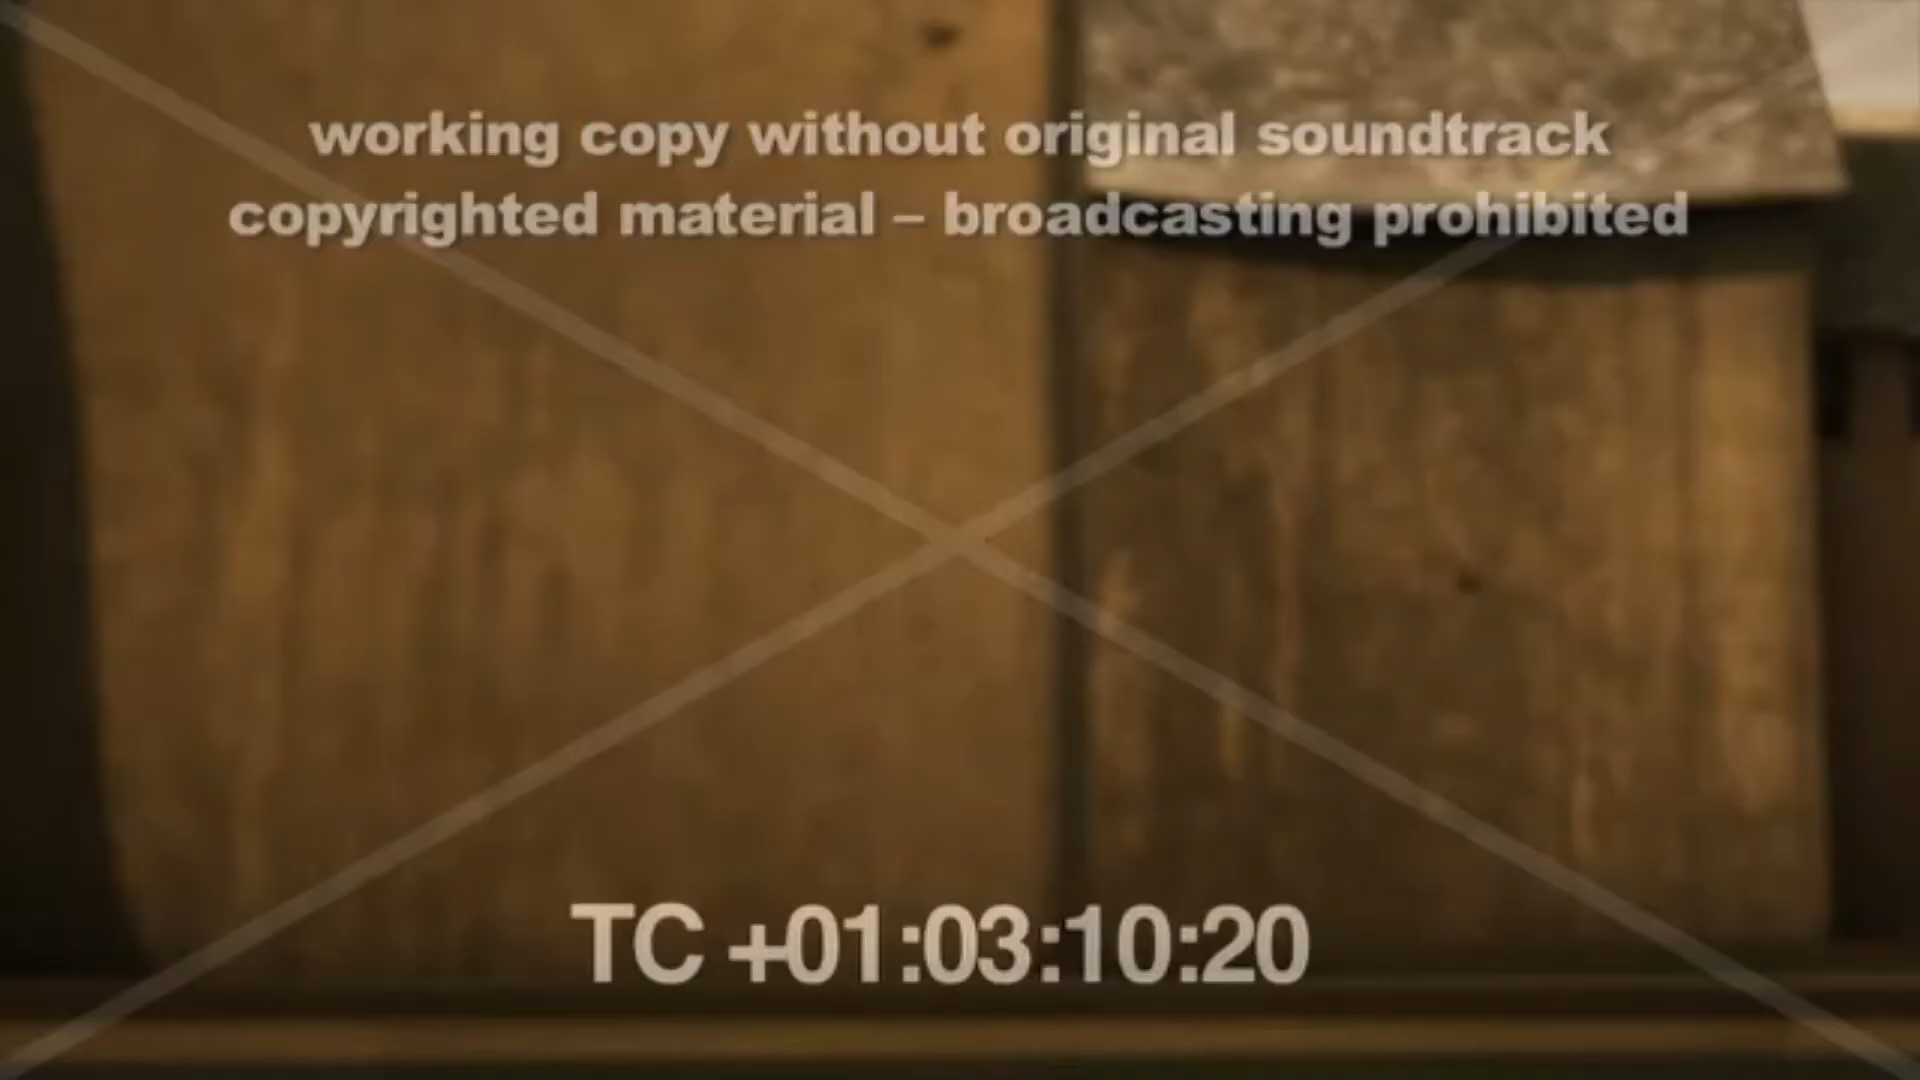 working copy without original soundtrack
copyrighted material – broadcasting prohibited
TC +01:03:10:20